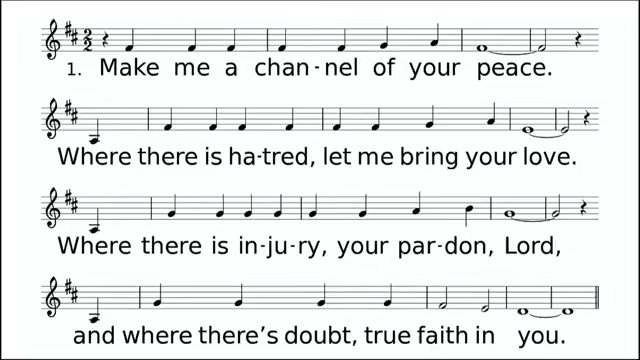 1. Make me a chan-nel of your peace.
Where there is ha-tred, let me bring your love.
Where there is in-ju-ry, your par-don, Lord,
and where there's doubt, true faith in you.